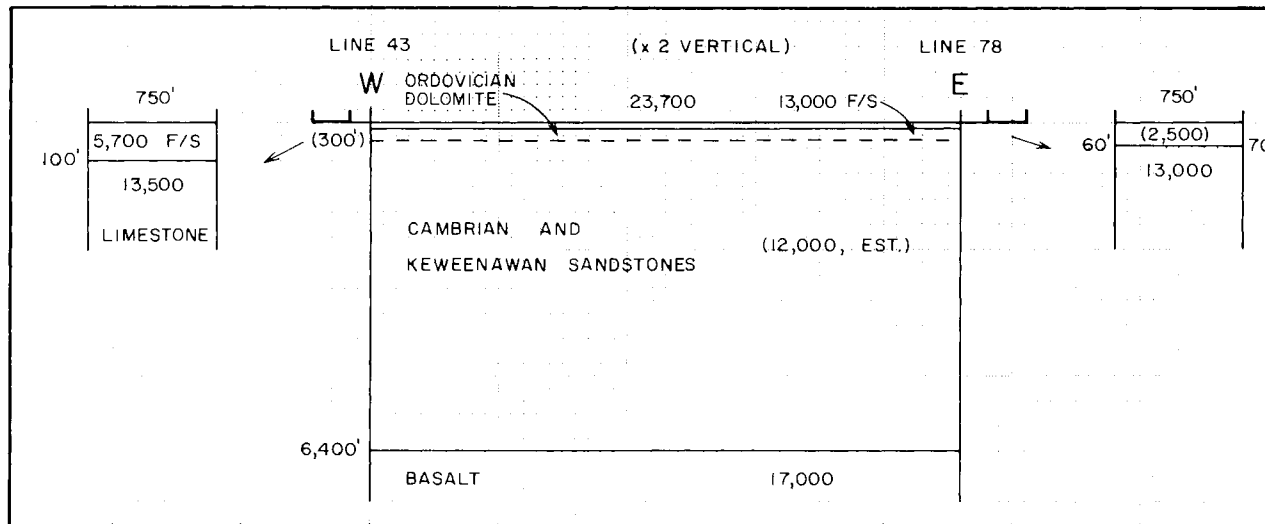 LINE 43 (x 2 VERTICAL) LINE 78
W ORDOVICIAN E
DOLOMITE
750' 23,700 13,000 F/S 750'
5,700 F/S (300') 60' (2,500) 70
100'
13,500 13,000
LIMESTONE
CAMBRIAN AND (12,000, EST.)
KEWEENAWAN SANDSTONES
6,400'
BASALT 17,000